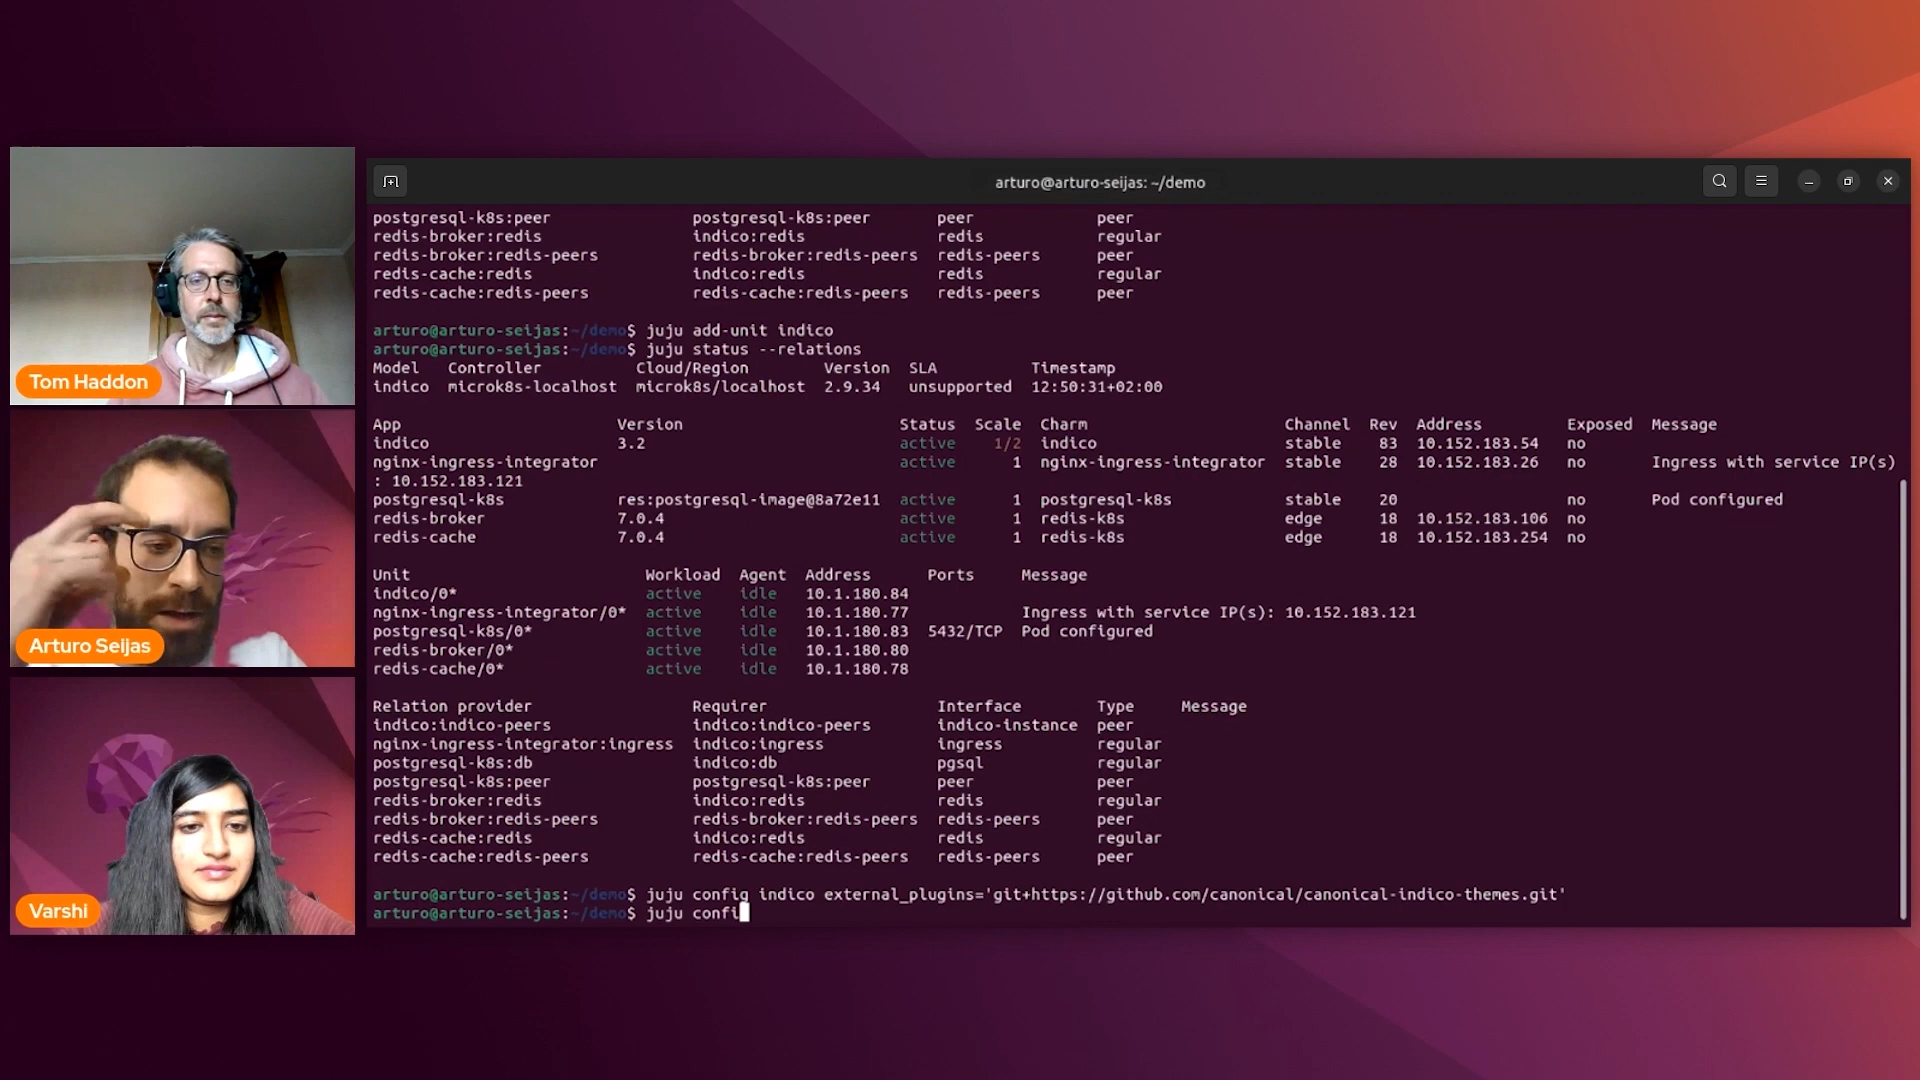 Tom Haddon
Arturo Seijas
Varshi
arturo@arturo-seijas: ~/demo
postgresql-k8s:peer postgresql-k8s:peer peer peer
redis-broker:redis indico:redis redis regular
redis-broker:redis-peers redis-broker:redis-peers redis-peers peer
redis-cache:redis indico:redis redis regular
redis-cache:redis-peers redis-cache:redis-peers redis-peers peer
arturo@arturo-seijas:~/demo$ juju add-unit indico
arturo@arturo-seijas:~/demo$ juju status --relations
Model Controller Cloud/Region Version SLA Timestamp
indico microk8s-localhost microk8s/localhost 2.9.34 unsupported 12:50:31+02:00
App Version Status Scale Charm Channel Rev Address Exposed Message
indico 3.2 active 1/2 indico stable 83 10.152.183.54 no
nginx-ingress-integrator active 1 nginx-ingress-integrator stable 28 10.152.183.26 no Ingress with service IP(s)
: 10.152.183.121
postgresql-k8s res:postgresql-image@8a72e11 active 1 postgresql-k8s stable 20 no Pod configured
redis-broker 7.0.4 active 1 redis-k8s edge 18 10.152.183.106 no
redis-cache 7.0.4 active 1 redis-k8s edge 18 10.152.183.254 no
Unit Workload Agent Address Ports Message
indico/0* active idle 10.1.180.84
nginx-ingress-integrator/0* active idle 10.1.180.77 Ingress with service IP(s): 10.152.183.121
postgresql-k8s/0* active idle 10.1.180.83 5432/TCP Pod configured
redis-broker/0* active idle 10.1.180.80
redis-cache/0* active idle 10.1.180.78
Relation provider Requirer Interface Type Message
indico:indico-peers indico:indico-peers indico-instance peer
nginx-ingress-integrator:ingress indico:ingress ingress regular
postgresql-k8s:db indico:db pgsql regular
postgresql-k8s:peer postgresql-k8s:peer peer peer
redis-broker:redis indico:redis redis regular
redis-broker:redis-peers redis-broker:redis-peers redis-peers peer
redis-cache:redis indico:redis redis regular
redis-cache:redis-peers redis-cache:redis-peers redis-peers peer
arturo@arturo-seijas:~/demo$ juju config indico external_plugins='git+https://github.com/canonical/canonical-indico-themes.git'
arturo@arturo-seijas:~/demo$ juju confi